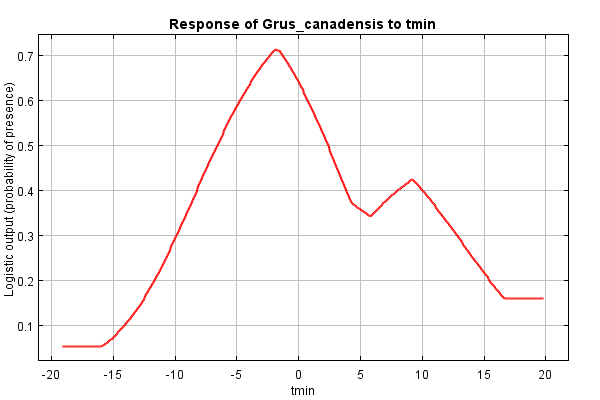 Response of Grus_canadensis to tmin
Logistic output (probability of presence)
0.7
0.6
0.5
0.4
0.3
0.2
0.1
-20 -15 -10 -5 0 5 10 15 20
tmin